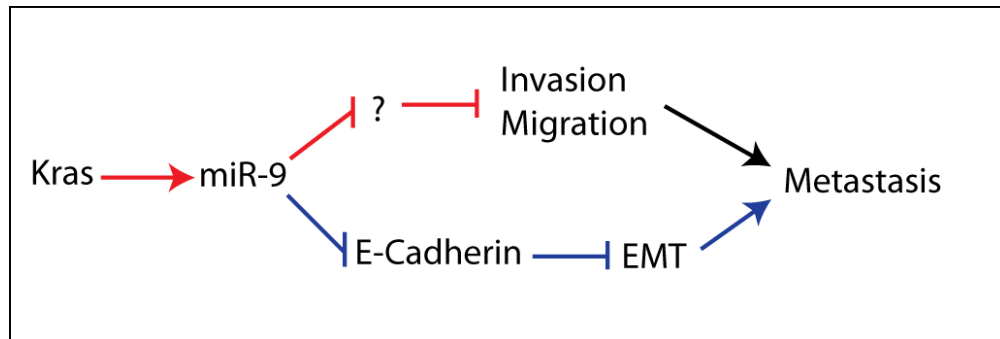 Invasion
Migration
?
Kras
miR-9
Metastasis
E-Cadherin
EMT